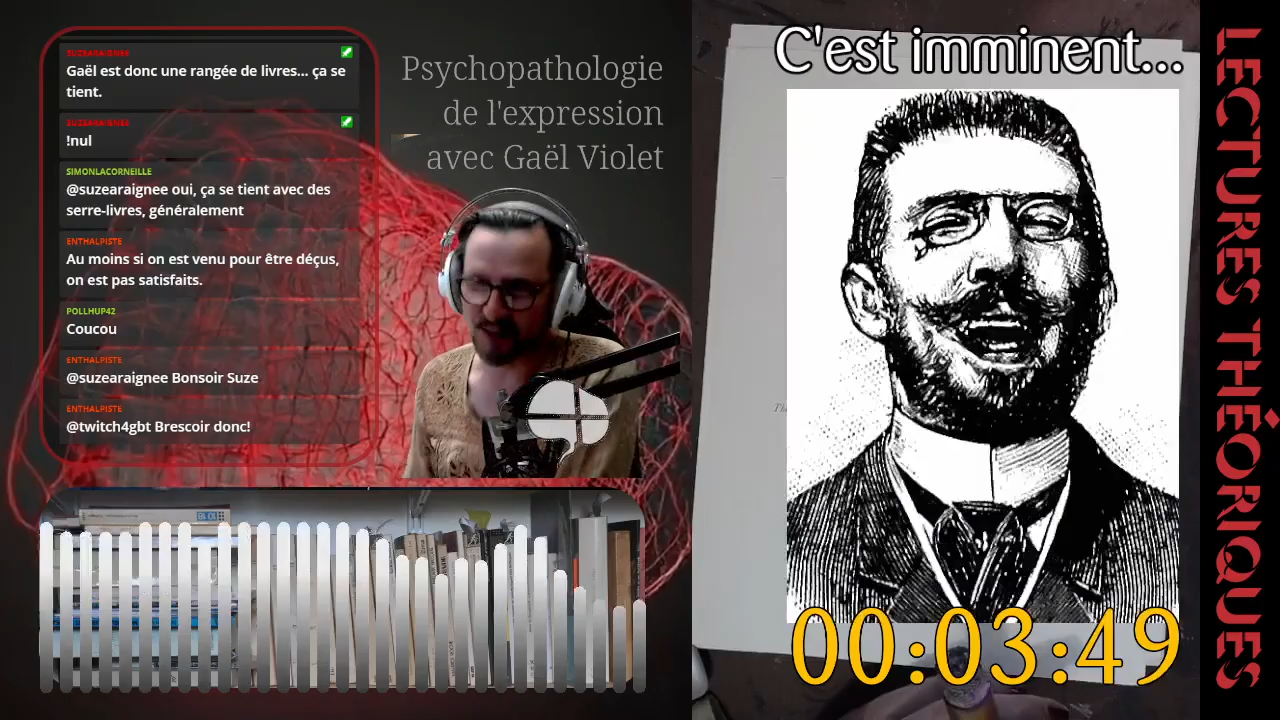 SUZEARAIGNEE
Gaël est donc une rangée de livres... ça se
tient.
SUZEARAIGNEE
!nul
SIMONLACORNEILLE
@suzearaignee oui, ça se tient avec des
serre-livres, généralement
ENTHALPISTE
Au moins si on est venu pour être déçus,
on est pas satisfaits.
POLLHUP42
Coucou
ENTHALPISTE
@suzearaignee Bonsoir Suze
ENTHALPISTE
@twitch4gbt Brescoir donc!
Psychopathologie
de l'expression
avec Gaël Violet
C'est imminent...
00:03:49
LECTURES THÉORIQUES